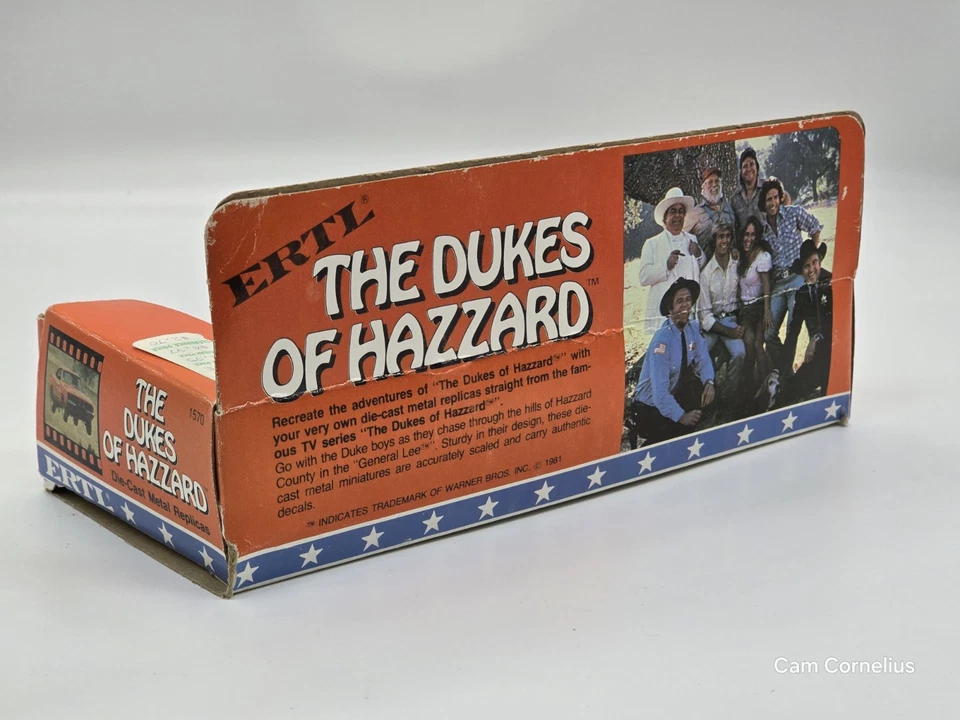 ERTL®
THE DUKES
OF HAZZARD™
Recreate the adventures of "The Dukes of Hazzard™" with
your very own die-cast metal replicas straight from the fam-
ous TV series "The Dukes of Hazzard™".
Go with the Duke boys as they chase through the hills of Hazzard
County in the "General Lee™". Sturdy in their design, these die-
cast metal miniatures are accurately scaled and carry authentic
decals.
™ INDICATES TRADEMARK OF WARNER BROS. INC. © 1981
1570
THE
DUKES
OF HAZZARD
Die-Cast Metal Replicas
ERTL
Cam Cornelius